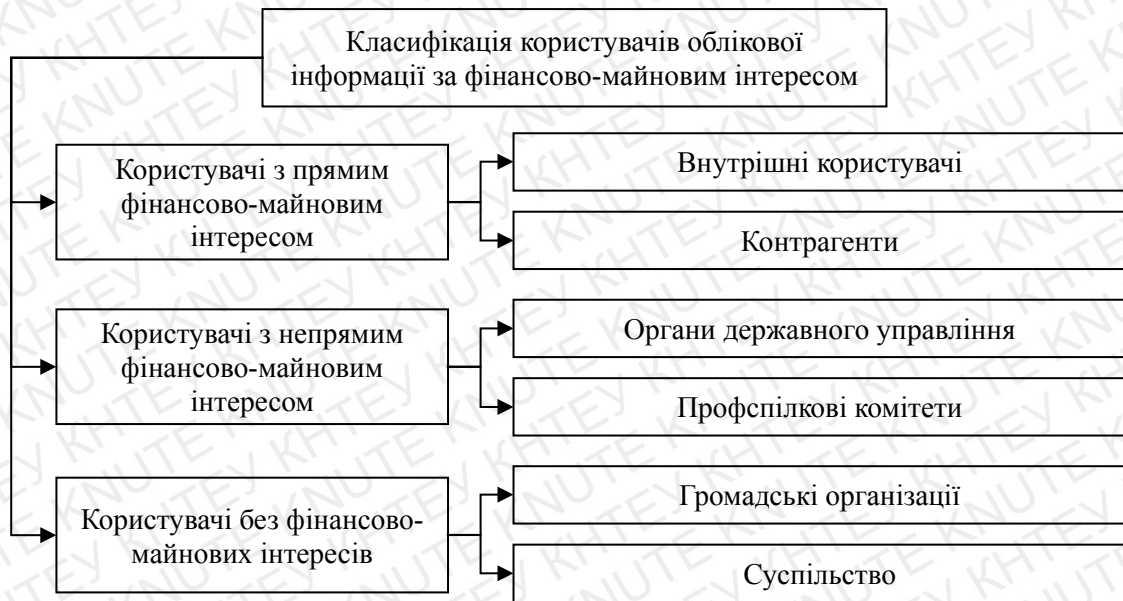 Класифікація користувачів облікової
інформації за фінансово-майновим інтересом
Користувачі з прямим
фінансово-майновим
інтересом
Внутрішні користувачі
Контрагенти
Користувачі з непрямим
фінансово-майновим
інтересом
Органи державного управління
Профспілкові комітети
Користувачі без фінансово-
майнових інтересів
Громадські організації
Суспільство